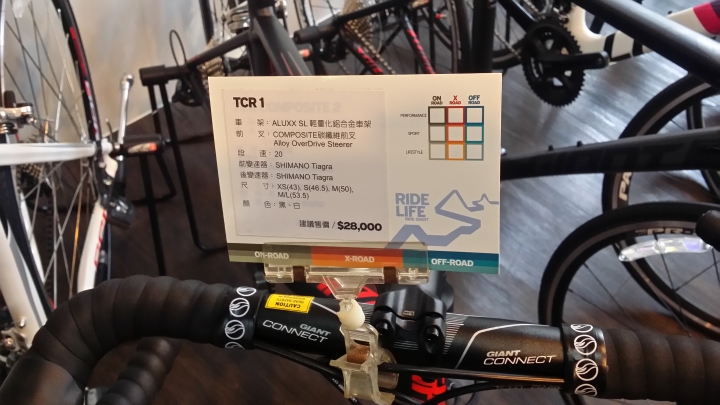 TCR 1
車 架：ALUXX SL 輕量化鋁合金車架
前 叉：COMPOSITE碳纖維前叉
Alloy OverDrive Steerer
段 速：20
前變速器：SHIMANO Tiagra
後變速器：SHIMANO Tiagra
尺 寸：XS(43), S(46.5), M(50),
M/L(53.5)
顏 色：黑、白
建議售價 / $28,000
ON ROAD
X ROAD
OFF ROAD
PERFORMANCE
SPORT
LIFESTYLE
RIDE
LIFE
RIDE RIGHT
ON-ROAD
X-ROAD
OFF-ROAD
CAUTION
GIANT
CONNECT
GIANT
CONNECT